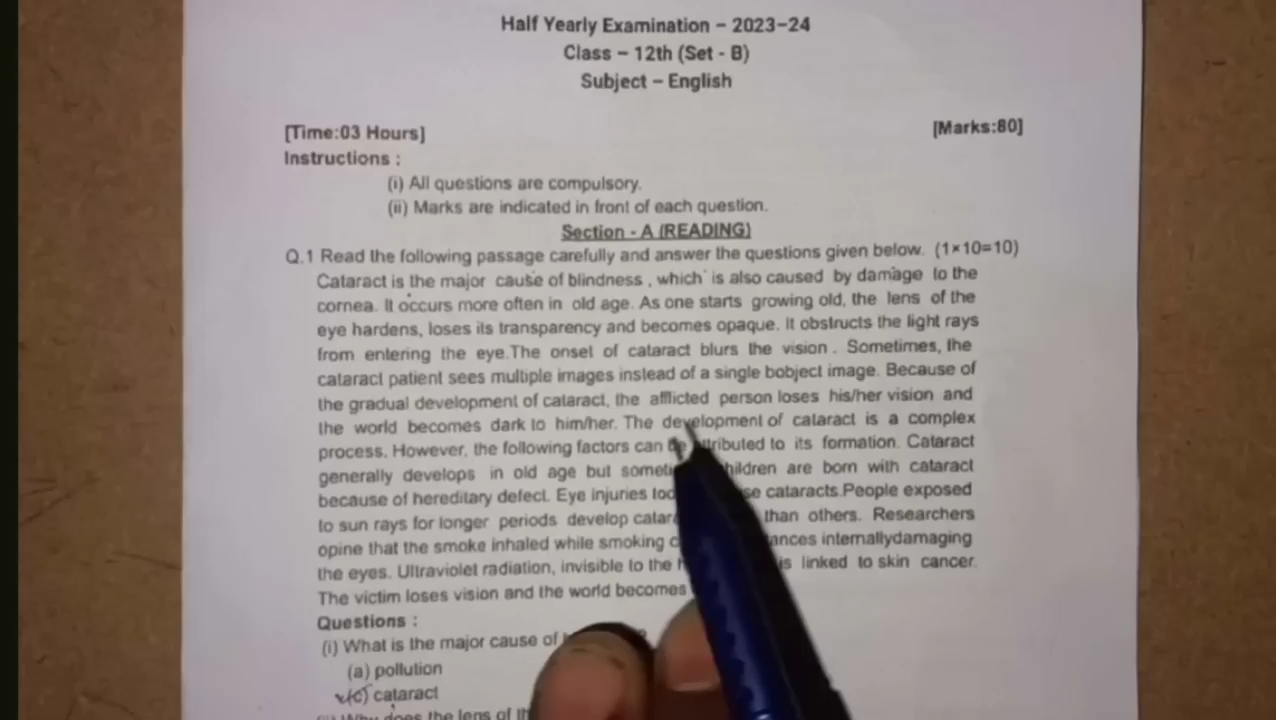 Half Yearly Examination – 2023–24
Class – 12th (Set - B)
Subject – English
[Time:03 Hours] [Marks:80]
Instructions :
(i) All questions are compulsory.
(ii) Marks are indicated in front of each question.
Section - A (READING)
Q.1 Read the following passage carefully and answer the questions given below. (1×10=10)
Cataract is the major cause of blindness , which is also caused by damage to the
cornea. It occurs more often in old age. As one starts growing old, the lens of the
eye hardens, loses its transparency and becomes opaque. It obstructs the light rays
from entering the eye.The onset of cataract blurs the vision . Sometimes, the
cataract patient sees multiple images instead of a single bobject image. Because of
the gradual development of cataract, the afflicted person loses his/her vision and
the world becomes dark to him/her. The development of cataract is a complex
process. However, the following factors can to its formation. Cataract
generally develops in old age but are born with cataract
because of hereditary defect. Eye injuries cataracts.People exposed
to sun rays for longer periods develop than others. Researchers
opine that the smoke inhaled while smoking internallydamaging
the eyes. Ultraviolet radiation, invisible to the is linked to skin cancer.
The victim loses vision and the world becomes
Questions :
(i) What is the major cause of
(a) pollution
(c) cataract
does the lens of